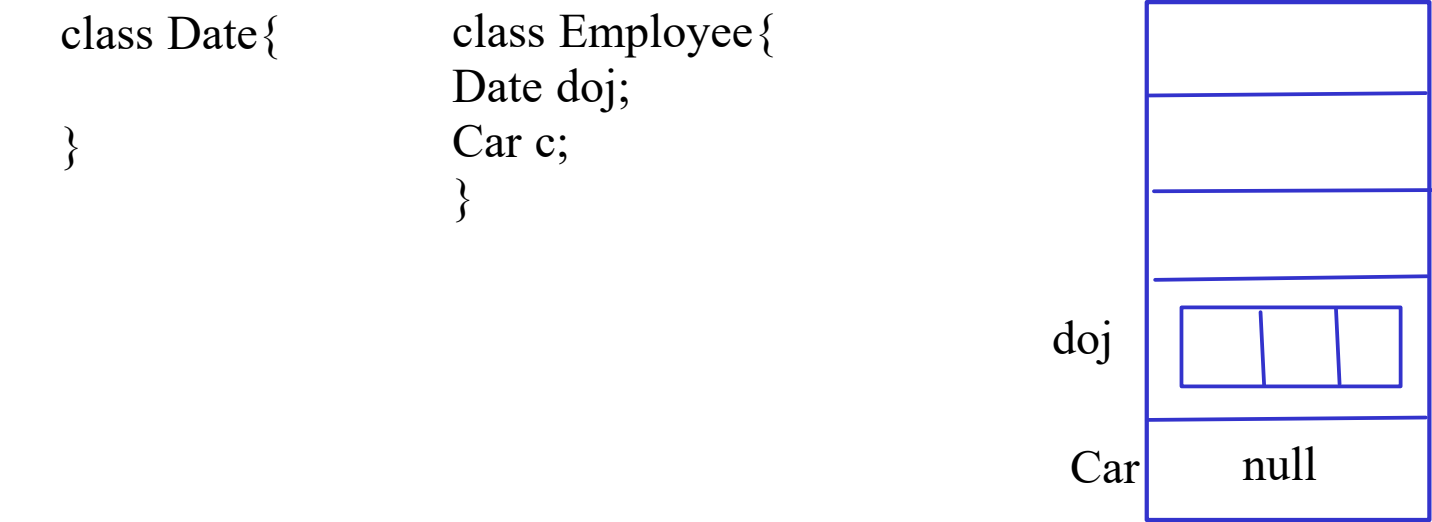 class Date{
}
class Employee{
Date doj;
Car c;
}
doj
Car
null